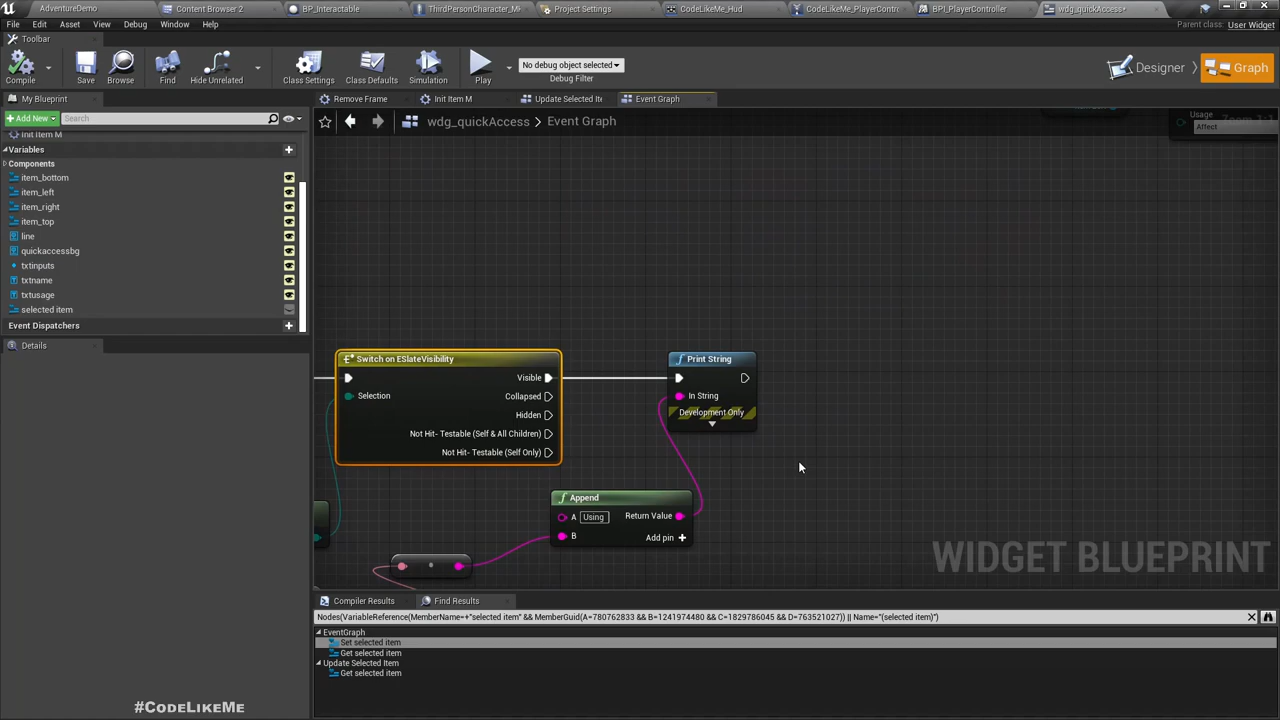 AdventureDemo
Content Browser 2
BP_Interactable
ThirdPersonCharacter_M
Project Settings
CodeLikeMe_Hud
CodeLikeMe_PlayerContr
BPI_PlayerController
wdg_quickAccess*
File
Edit
Asset
View
Debug
Window
Help
Parent class: User Widget
Toolbar
Compile
Save
Browse
Find
Hide Unrelated
Class Settings
Class Defaults
Simulation
Play
No debug object selected
Debug Filter
Designer
Graph
My Blueprint
Remove Frame
Init Item M
Update Selected Ite
Event Graph
Add New
Search
wdg_quickAccess > Event Graph
Usage
Affect
Init Item M
Variables
Components
item_bottom
item_left
item_right
item_top
line
quickaccessbg
txtinputs
txtname
txtusage
selected item
Event Dispatchers
Details
Switch on ESlateVisibility
Visible
Selection
Collapsed
Hidden
Not Hit- Testable (Self & All Children)
Not Hit- Testable (Self Only)
Print String
In String
Development Only
Append
A Using
Return Value
B
Add pin +
WIDGET BLUEPRINT
Compiler Results
Find Results
Nodes(VariableReference(MemberName=+"selected item" && MemberGuid(A=780762833 && B=1241974480 && C=1829786045 && D=763521027)) || Name="(selected item)")
EventGraph
Set selected item
Get selected item
Update Selected Item
Get selected item
#CodeLikeMe